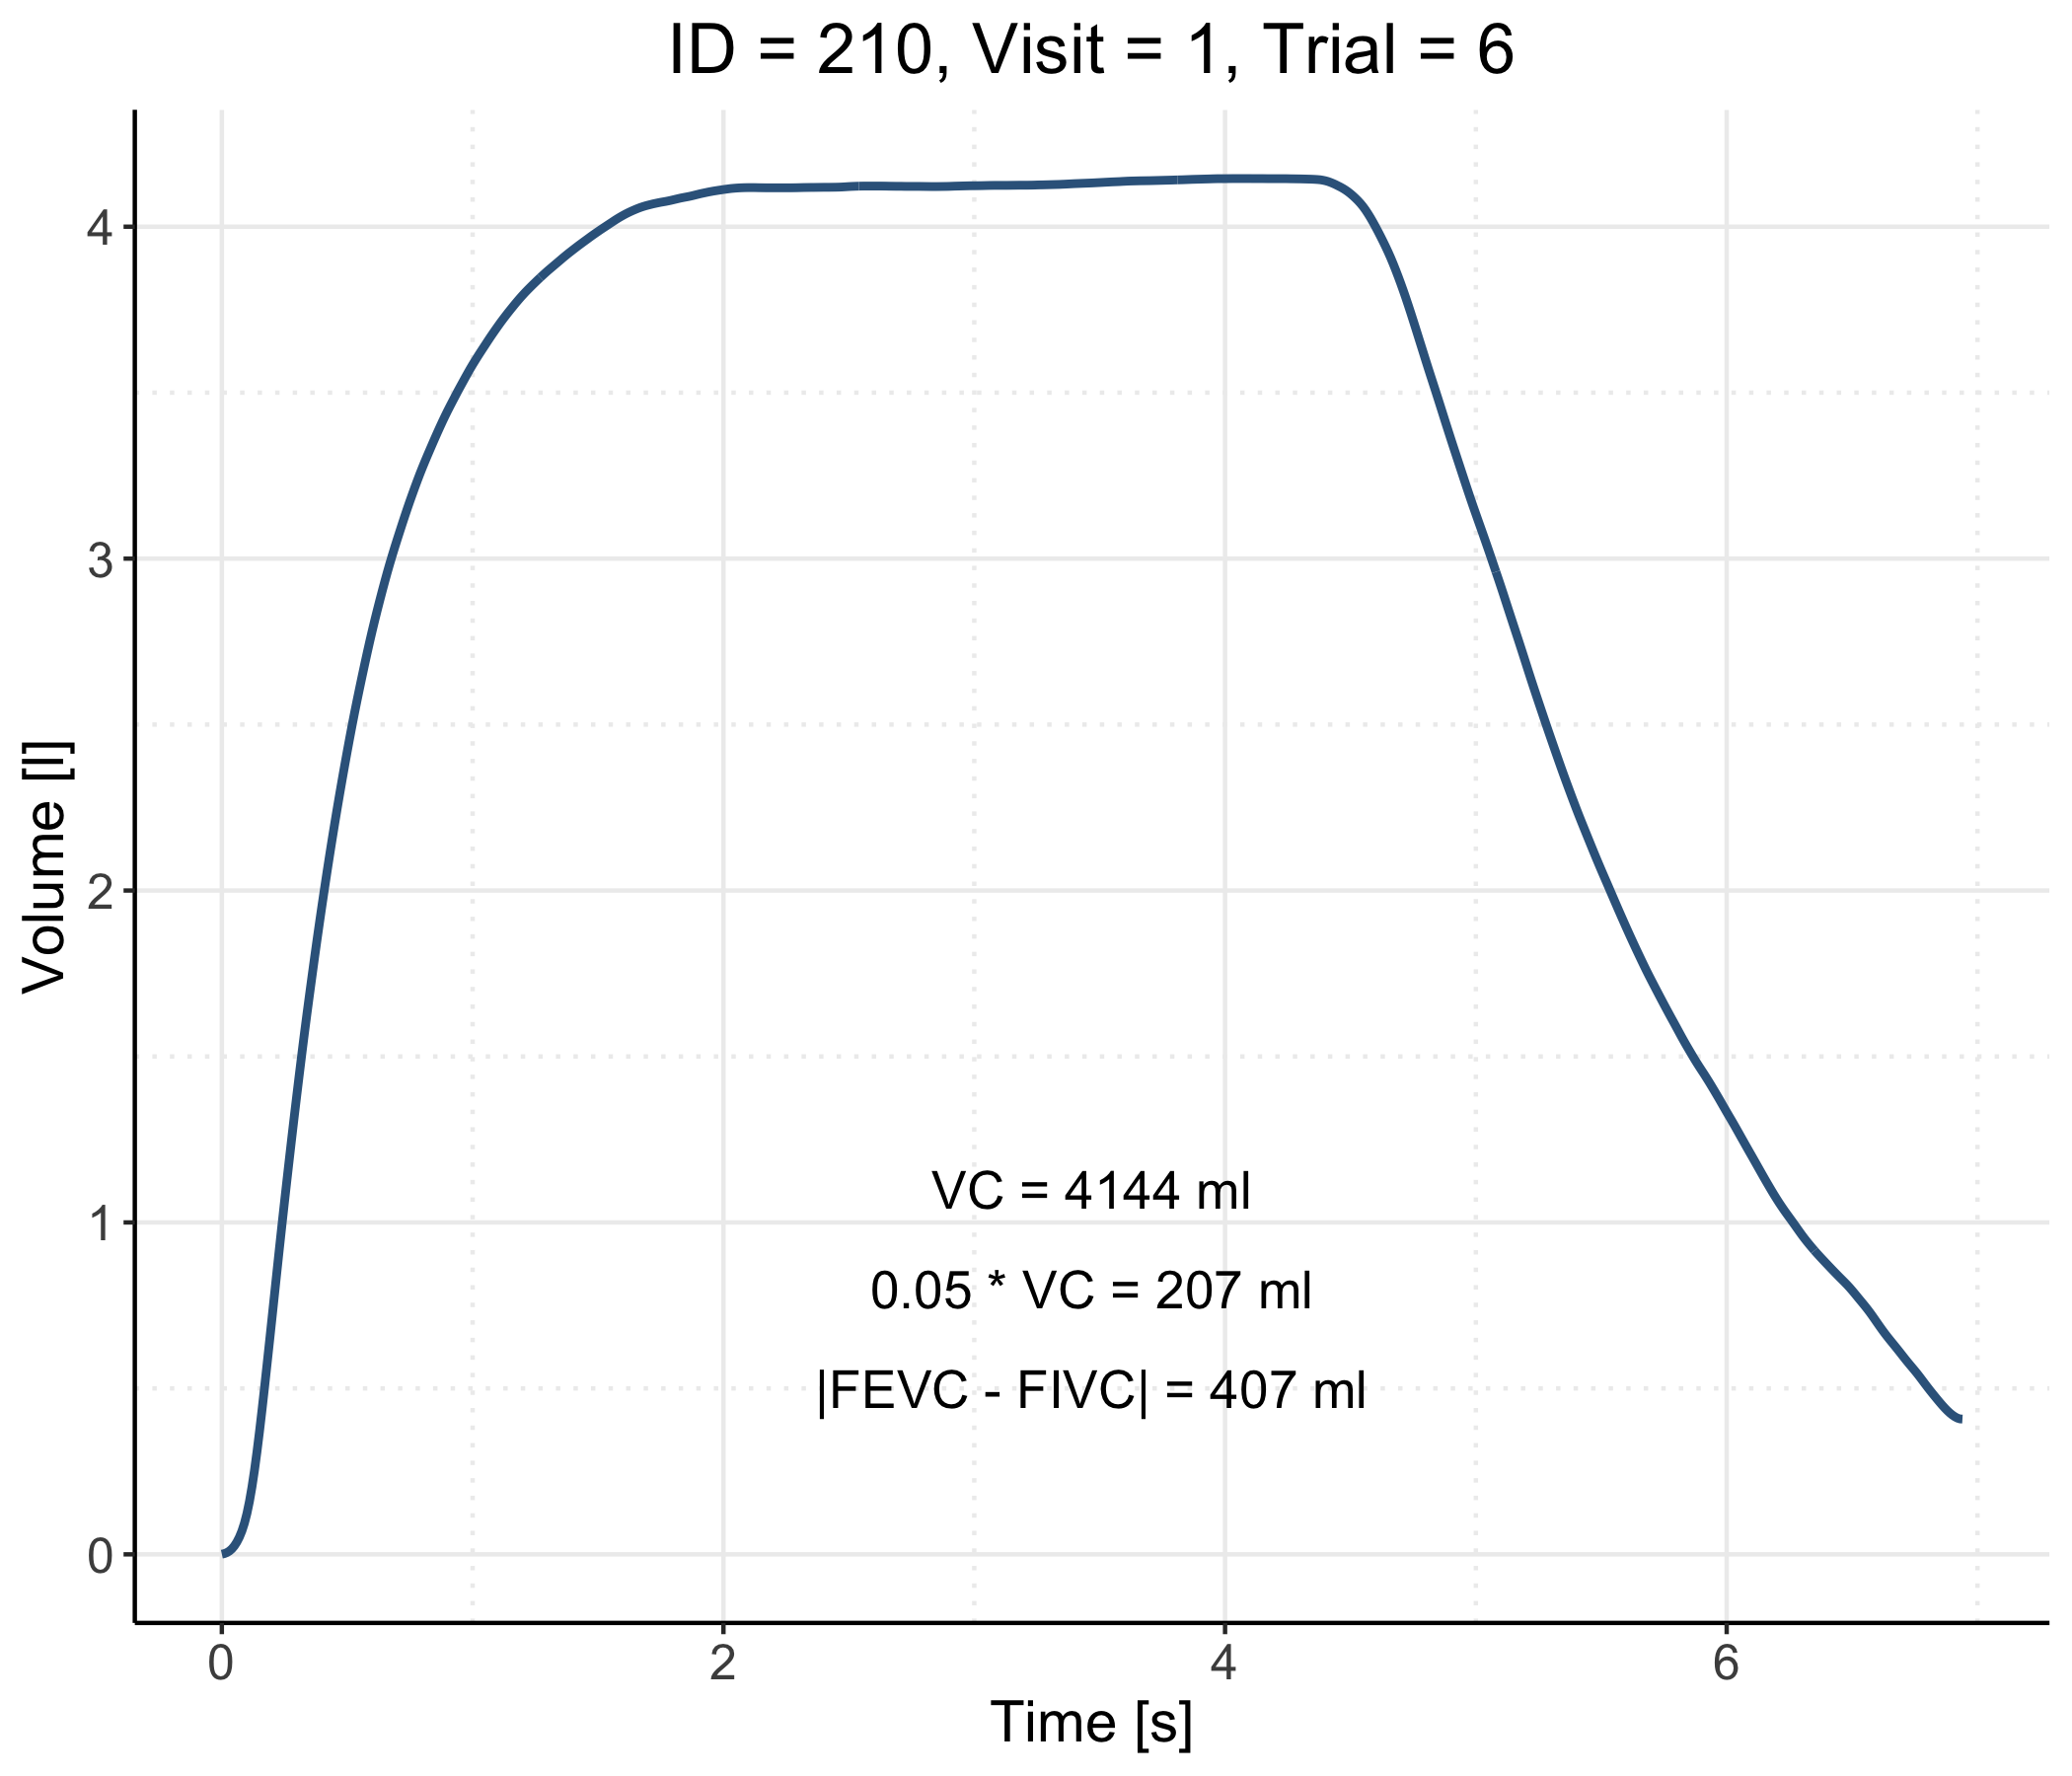 ID = 210, Visit = 1, Trial = 6
4
3
2
1
0
Volume [l]
VC = 4144 ml
0.05 * VC = 207 ml
|FEVC - FIVC| = 407 ml
0 2 4 6
Time [s]